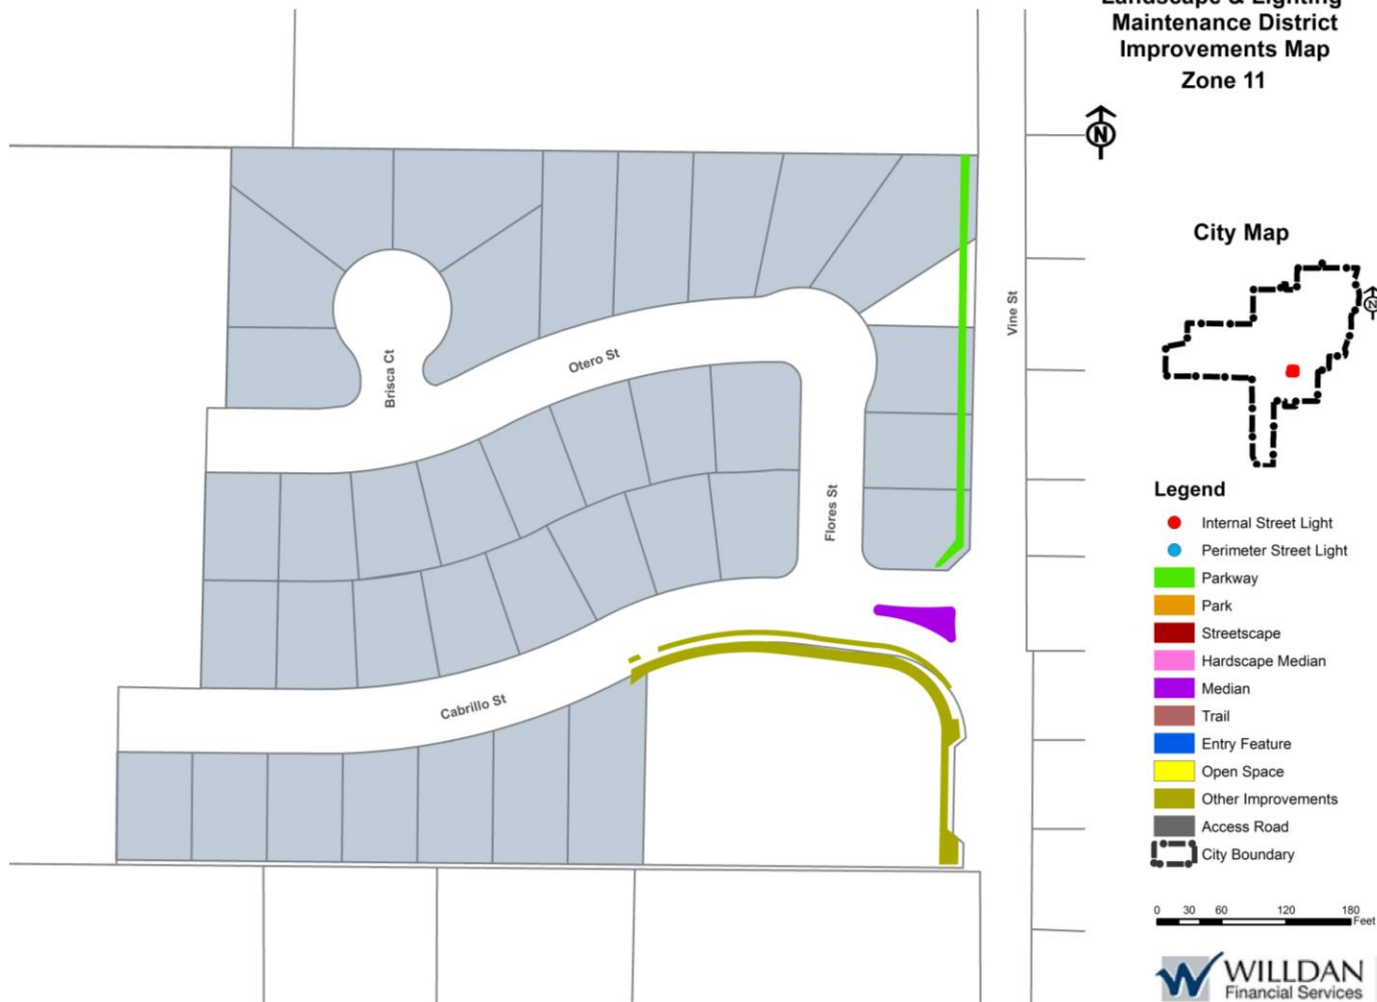 Landscape & Lighting
Maintenance District
Improvements Map
Zone 11
N
City Map
N
Vine St
Otero St
Brisca Ct
Flores St
Cabrillo St
Legend
Internal Street Light
Perimeter Street Light
Parkway
Park
Streetscape
Hardscape Median
Median
Trail
Entry Feature
Open Space
Other Improvements
Access Road
City Boundary
0 30 60 120 180
Feet
W WILLDAN
Financial Services